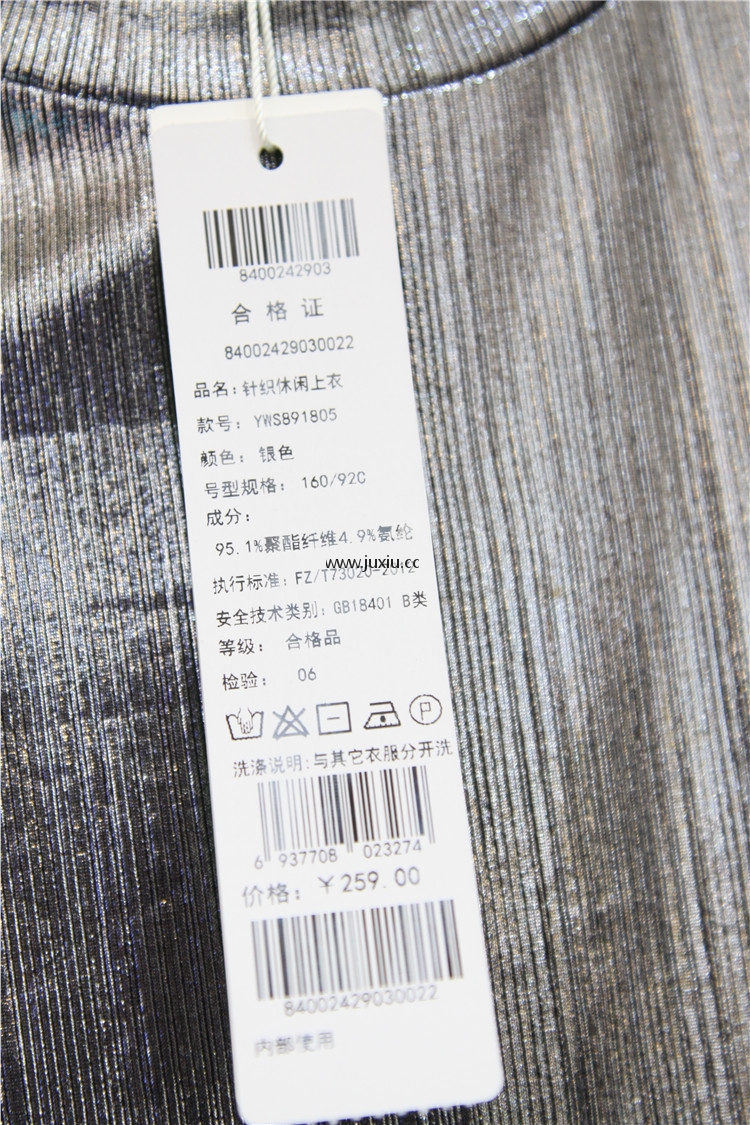 8400242903
合格证
84002429030022
品名:针织休闲上衣
款号: YWS891805
颜色: 银色
号型规格: 160/92C
成分:
95.1%聚酯纤维4.9%氨纶
www.juxiu.cc
执行标准: FZ/T73020-2012
安全技术类别: GB18401 B类
等级: 合格品
检验: 06
P
洗涤说明:与其它衣服分开洗
6 937708 023274
价格: ￥259.00
84002429030022
内部使用